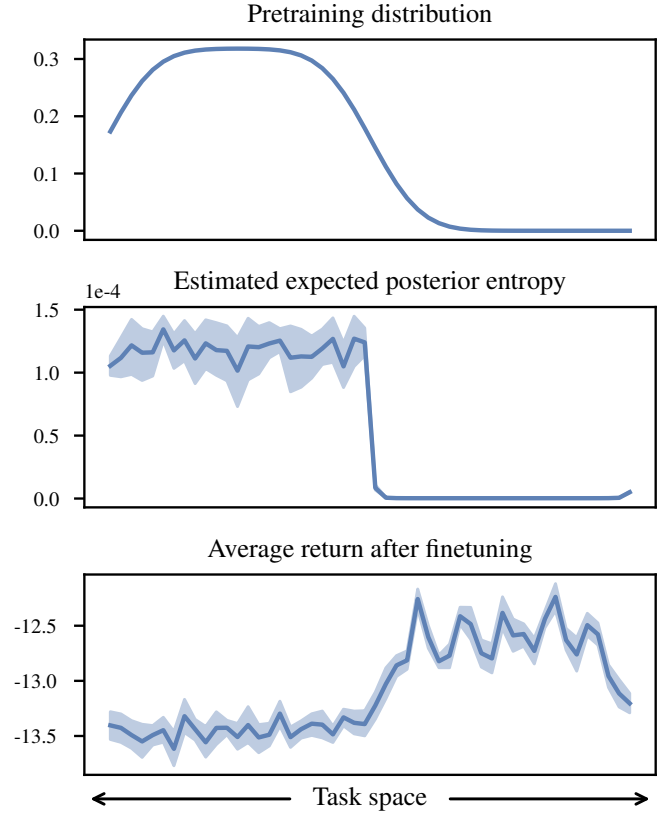 Pretraining distribution
0.3
0.2
0.1
0.0
Estimated expected posterior entropy
1e-4
1.5
1.0
0.5
0.0
Average return after finetuning
-12.5
-13.0
-13.5
Task space